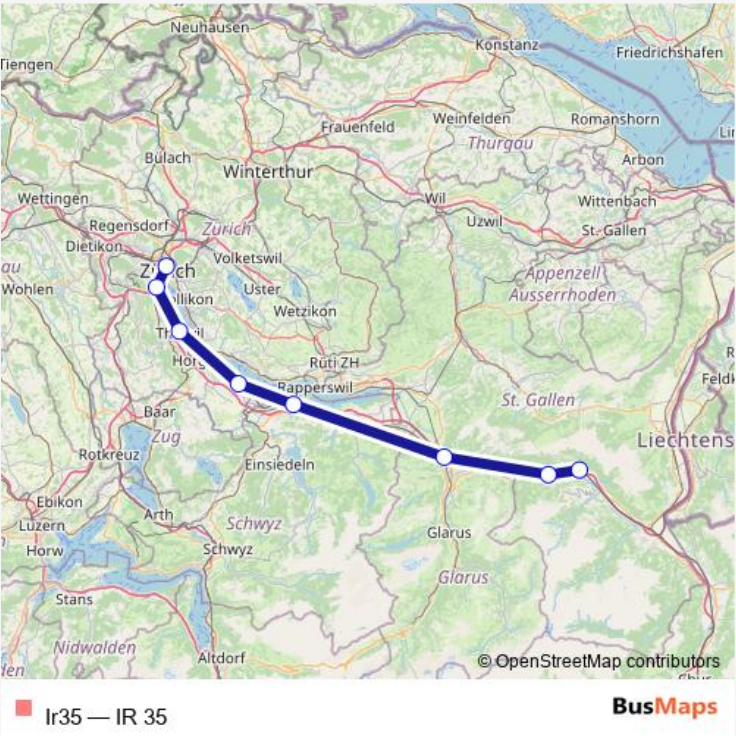 Neuhausen
Konstanz
Friedrichshafen
Tiengen
Weinfelden
Romanshorn
Frauenfeld
Thurgau
Bülach
Arbon
Winterthur
Wettingen
Wil
Wittenbach
Uzwil
Regensdorf
Zürich
St. Gallen
Dietikon
Volketswil
Appenzell
Ausserrhoden
Wohlen
Uster
Wetzikon
Rüti ZH
Rapperswil
St. Gallen
Baar
Zug
Liechtens
Rotkreuz
Einsiedeln
Ebikon
Arth
Schwyz
Luzern
Glarus
Horw
Schwyz
Glarus
Stans
Nidwalden
Altdorf
© OpenStreetMap contributors
Ir35 — IR 35
BusMaps